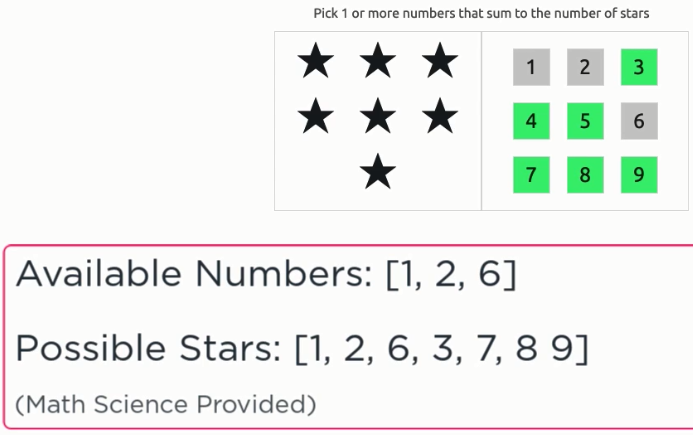 Pick 1 or more numbers that sum to the number of stars
1 2 3
4 5 6
7 8 9
Available Numbers: [1, 2, 6]
Possible Stars: [1, 2, 6, 3, 7, 8 9]
(Math Science Provided)